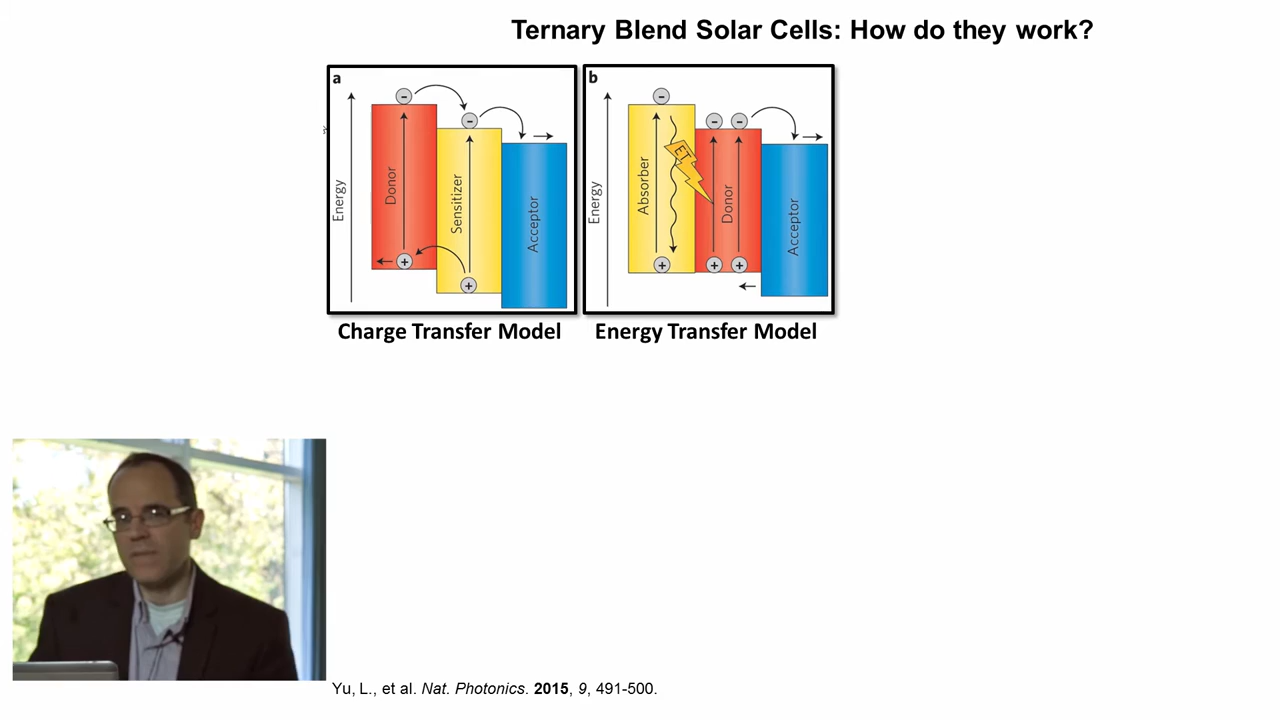 Ternary Blend Solar Cells: How do they work?
a
Energy
Donor
Sensitizer
Acceptor
Charge Transfer Model
b
Energy
Absorber
ET
Donor
Acceptor
Energy Transfer Model
Yu, L., et al. Nat. Photonics. 2015, 9, 491-500.